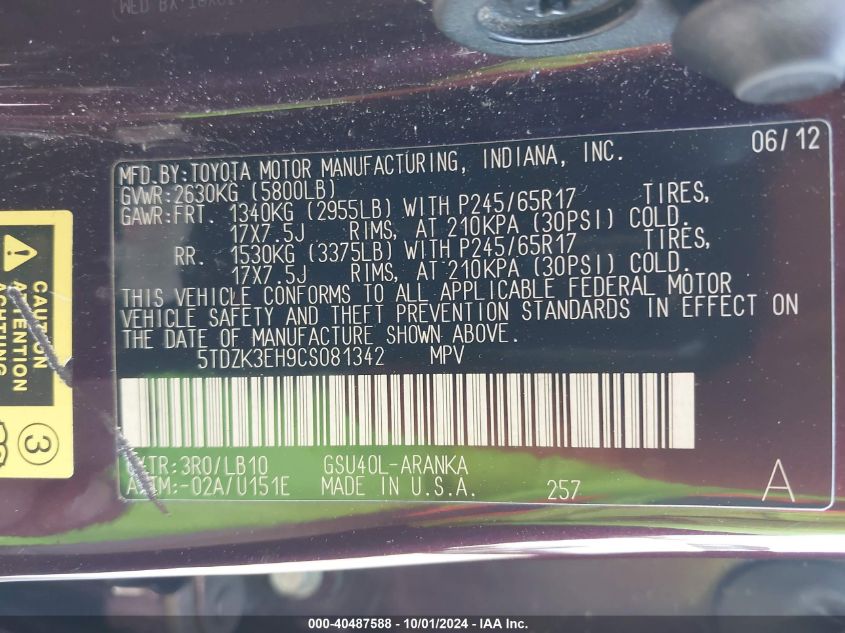 06/12
MFD.BY:TOYOTA MOTOR MANUFACTURING, INDIANA, INC.
GVWR:2630KG (5800LB)
GAWR:FRT. 1340KG (2955LB) WITH P245/65R17 TIRES,
17X7.5J RIMS, AT 210KPA (30PSI) COLD.
RR. 1530KG (3375LB) WITH P245/65R17 TIRES,
17X7.5J RIMS, AT 210KPA (30PSI) COLD.
THIS VEHICLE CONFORMS TO ALL APPLICABLE FEDERAL MOTOR
VEHICLE SAFETY AND THEFT PREVENTION STANDARDS IN EFFECT ON
THE DATE OF MANUFACTURE SHOWN ABOVE.
5TDZK3EH9CS081342 MPV
/TR:3R0/LB10 GSU40L-ARANKA
A/TM:-02A/U151E MADE IN U.S.A. 257 A
CAUTION
ACHTUNG
3
000-40487588 - 10/01/2024 - IAA Inc.